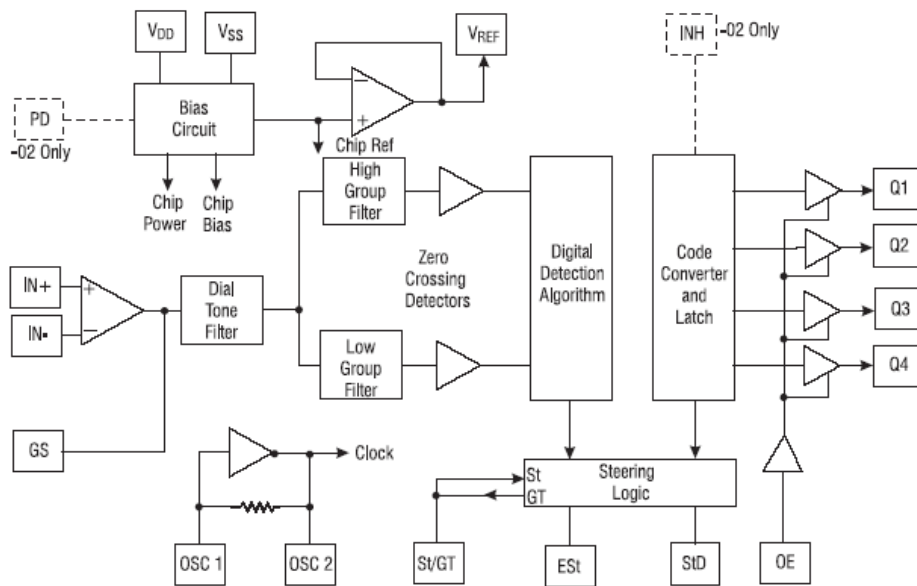 VDD
VSS
VREF
INH
-02 Only
PD
-02 Only
Bias
Circuit
−
+
Chip Ref
Chip
Power
Chip
Bias
High
Group
Filter
Zero
Crossing
Detectors
Digital
Detection
Algorithm
Code
Converter
and
Latch
Q1
Q2
Q3
Q4
IN+
IN-
+
−
Dial
Tone
Filter
Low
Group
Filter
GS
Clock
St
GT
Steering
Logic
OSC 1
OSC 2
St/GT
ESt
StD
OE